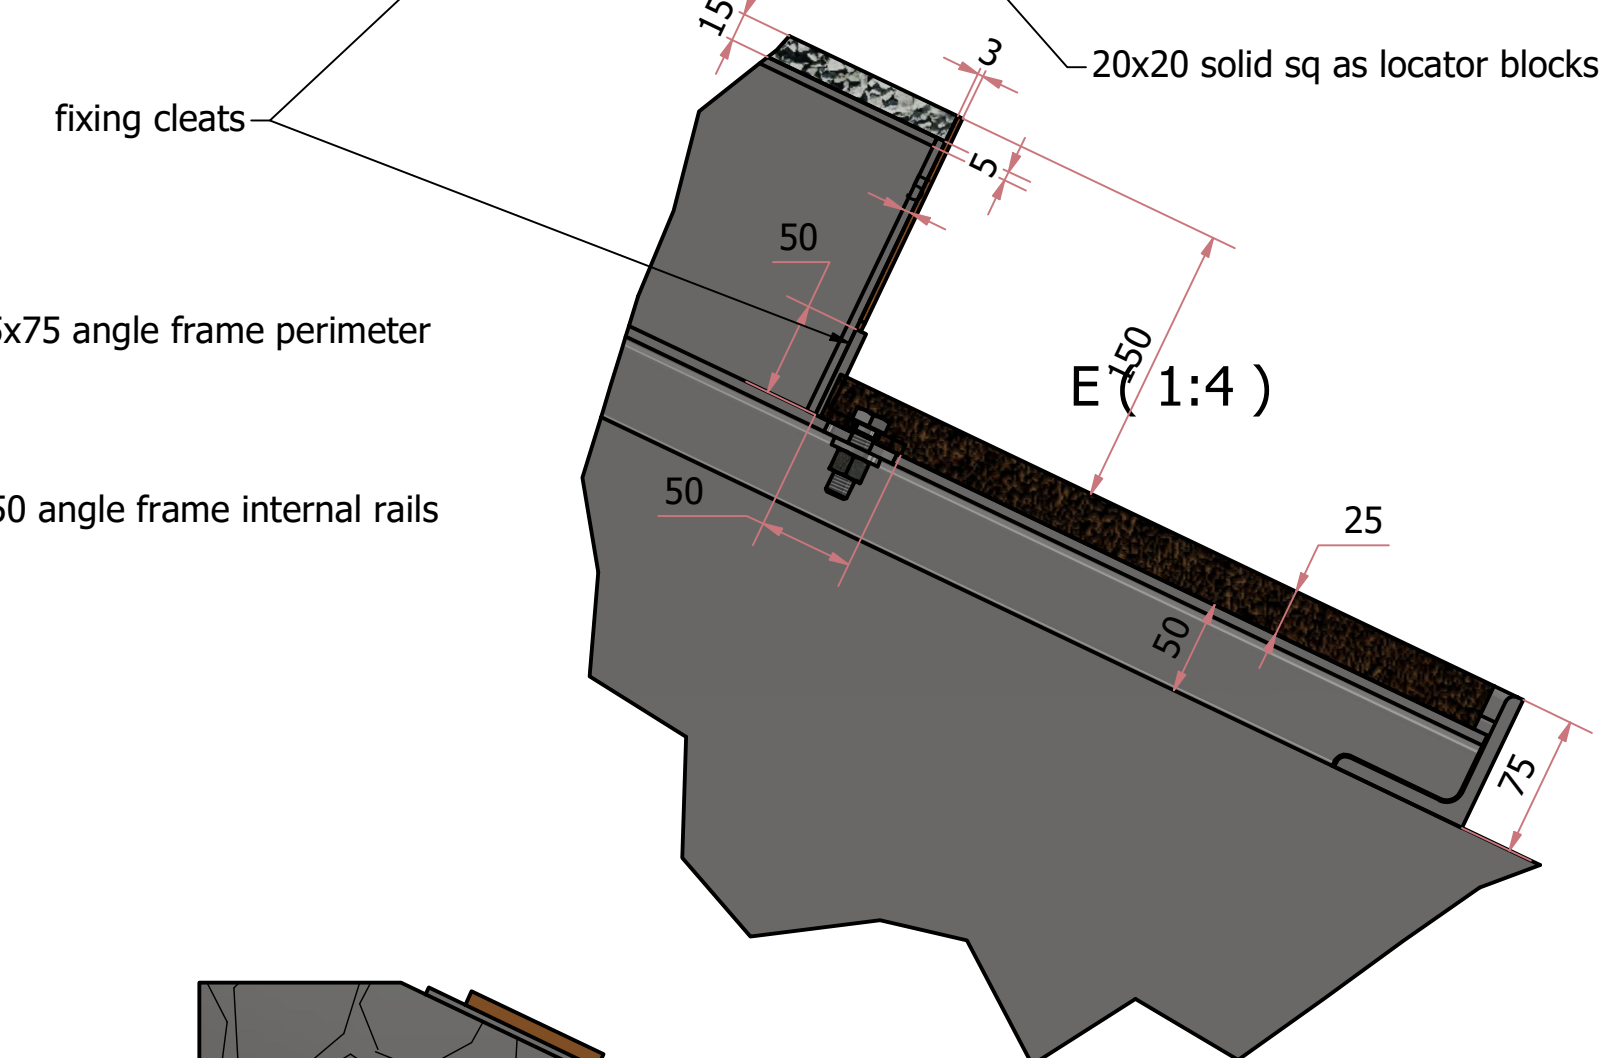 15
3
20x20 solid sq as locator blocks
fixing cleats
5
50
x75 angle frame perimeter
150
E ( 1:4 )
50
50 angle frame internal rails
25
50
75